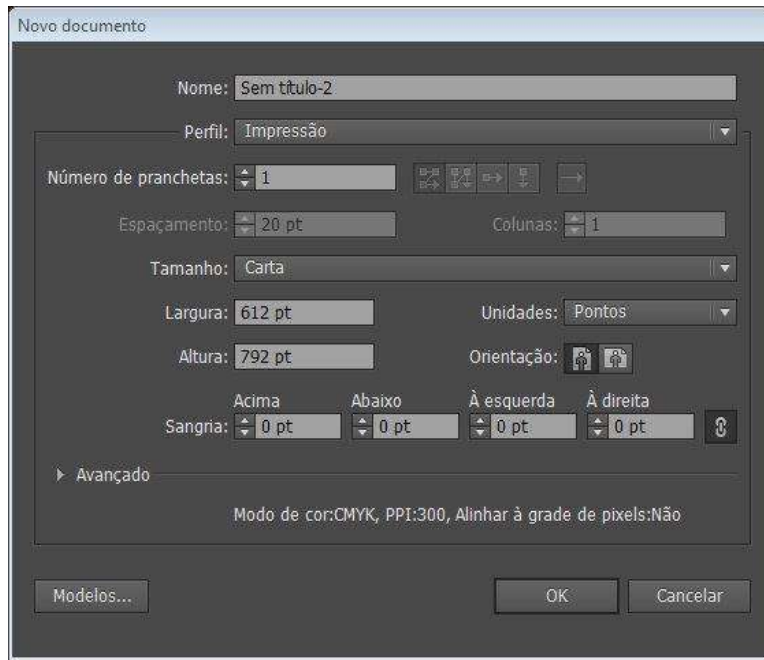 Novo documento
Nome: Sem título-2
Perfil: Impressão
Número de pranchetas: 1
Espaçamento: 20 pt Colunas: 1
Tamanho: Carta
Largura: 612 pt Unidades: Pontos
Altura: 792 pt Orientação:
Acima Abaixo À esquerda À direita
Sangria: 0 pt 0 pt 0 pt 0 pt
Avançado
Modo de cor:CMYK, PPI:300, Alinhar à grade de pixels:Não
Modelos... OK Cancelar